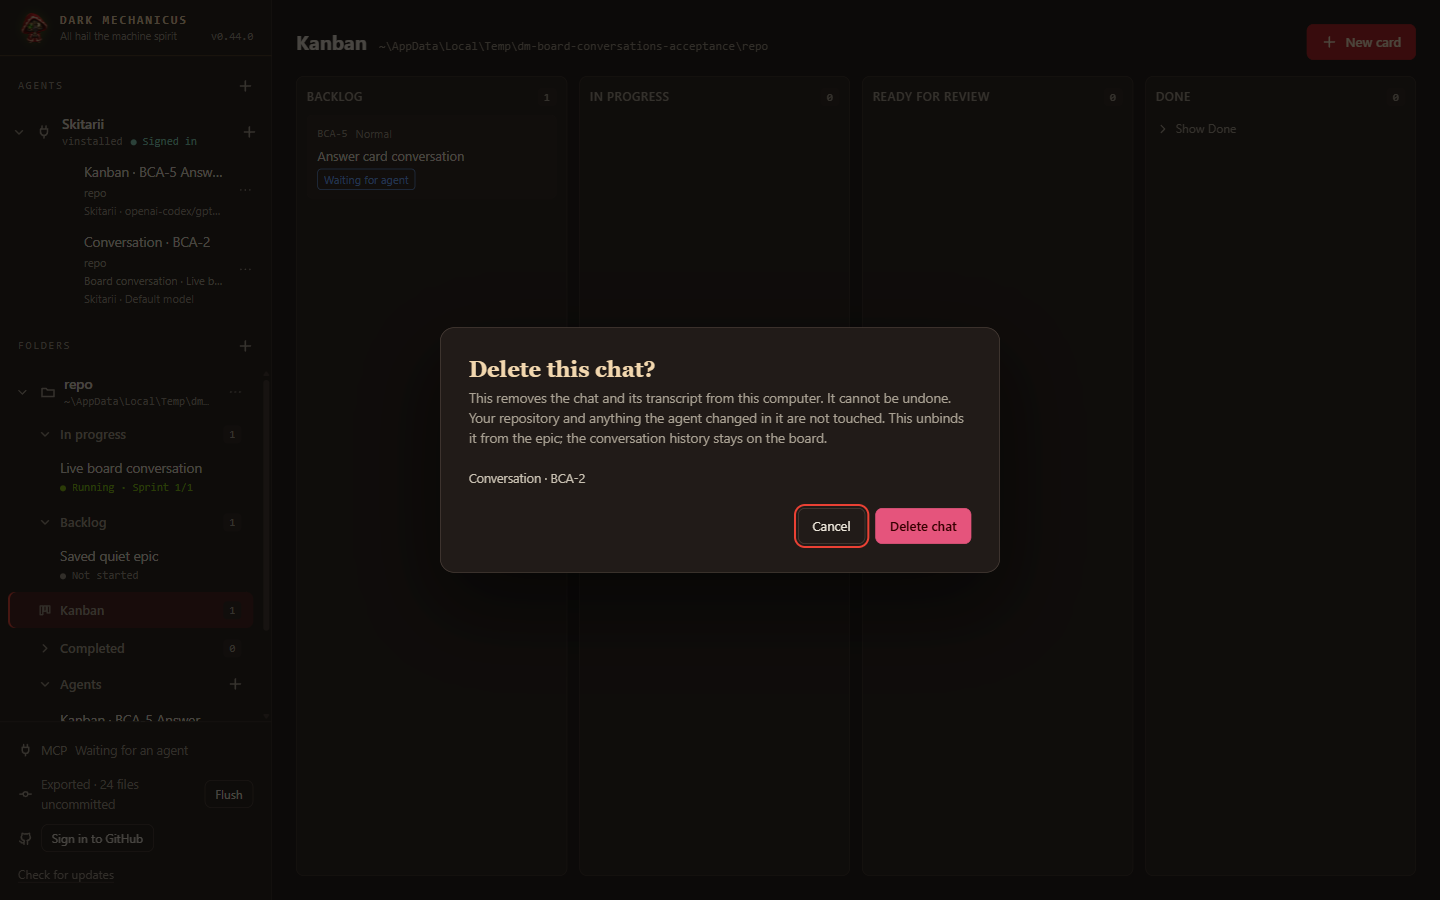 DARK MECHANICUS
All hail the machine spirit v0.44.0
AGENTS
Skitarii
vinstalled ● Signed in
Kanban · BCA-5 Answ...
repo
Skitarii · openai-codex/gpt...
Conversation · BCA-2
repo
Board conversation · Live b...
Skitarii · Default model
FOLDERS
repo
~\AppData\Local\Temp\dm...
In progress 1
Live board conversation
● Running · Sprint 1/1
Backlog 1
Saved quiet epic
● Not started
Kanban 1
Completed 0
Agents
Kanban · BCA-5 Answer
MCP Waiting for an agent
Exported · 24 files
uncommitted
Flush
Sign in to GitHub
Check for updates
Kanban ~\AppData\Local\Temp\dm-board-conversations-acceptance\repo
New card
BACKLOG 1
BCA-5 Normal
Answer card conversation
Waiting for agent
IN PROGRESS 0
READY FOR REVIEW 0
DONE 0
Show Done
Delete this chat?
This removes the chat and its transcript from this computer. It cannot be undone.
Your repository and anything the agent changed in it are not touched. This unbinds
it from the epic; the conversation history stays on the board.
Conversation · BCA-2
Cancel
Delete chat